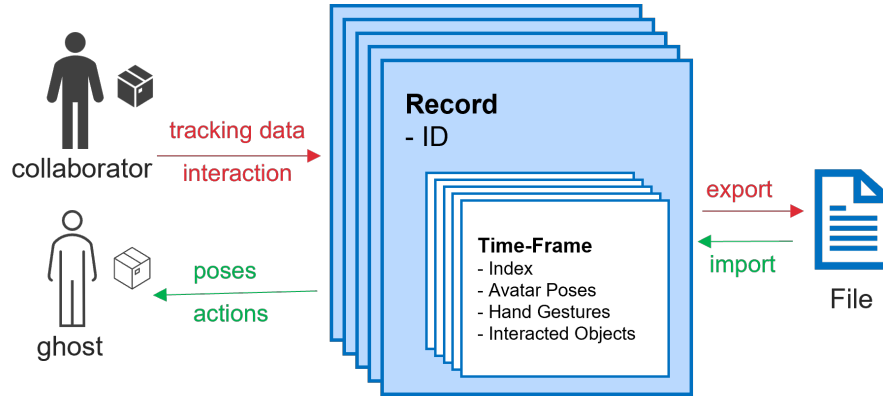 collaborator
tracking data
interaction
ghost
poses
actions
Record
- ID
Time-Frame
- Index
- Avatar Poses
- Hand Gestures
- Interacted Objects
export
import
File